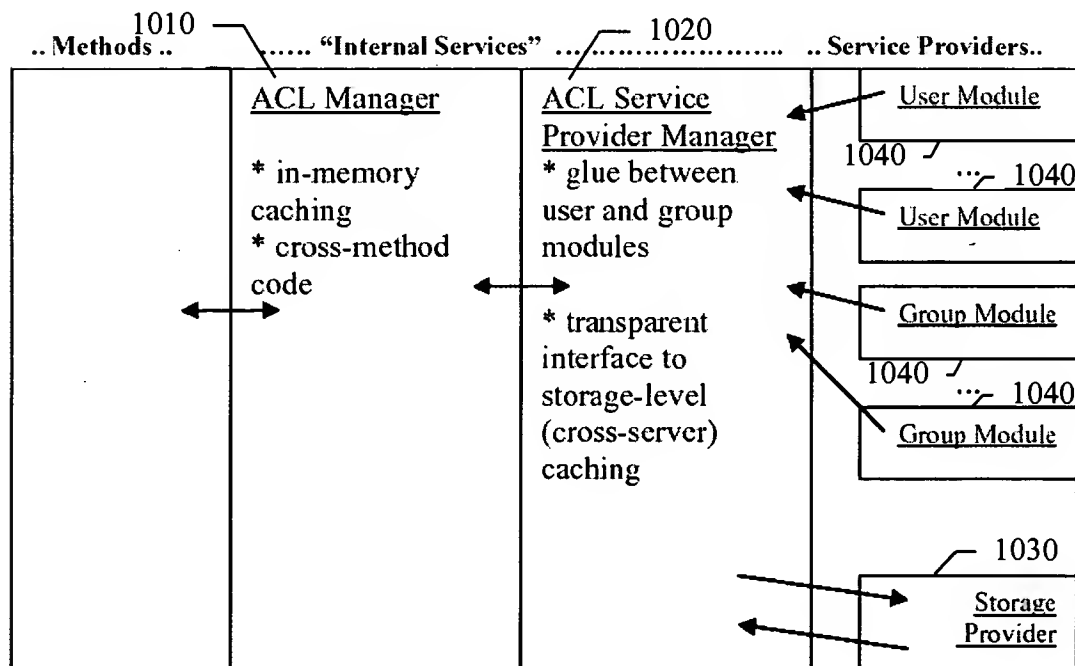 1010
1020
.. Methods .. ...... “Internal Services” ........................ .. Service Providers..
ACL Manager
* in-memory
caching
* cross-method
code
ACL Service
Provider Manager
* glue between
user and group
modules
* transparent
interface to
storage-level
(cross-server)
caching
User Module
1040
... 1040
User Module
Group Module
1040
... 1040
Group Module
1030
Storage
Provider